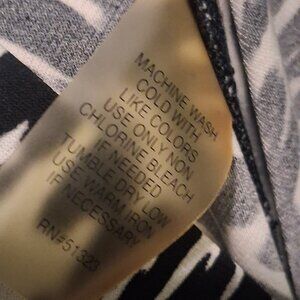 MACHINE WASH
COLD WITH
LIKE COLORS
USE ONLY NON
CHLORINE BLEACH
IF NEEDED
TUMBLE DRY LOW
USE WARM IRON
IF NECESSARY
RN#51323